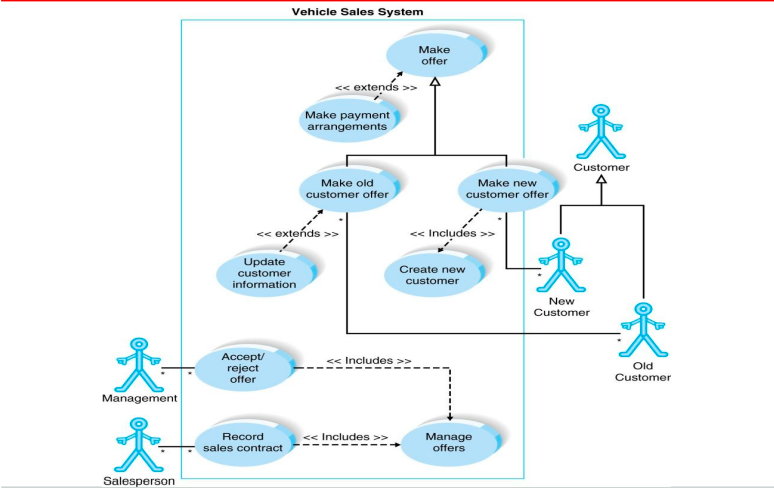 Vehicle Sales System
Make
offer
<< extends >>
Make payment
arrangements
Customer
Make old
customer offer
Make new
customer offer
*
*
<< extends >>
<< Includes >>
Update
customer
information
Create new
customer
*
New
Customer
*
Old
Customer
Accept/
reject
offer
<< Includes >>
*
*
Management
Record
sales contract
<< Includes >>
Manage
offers
*
*
Salesperson